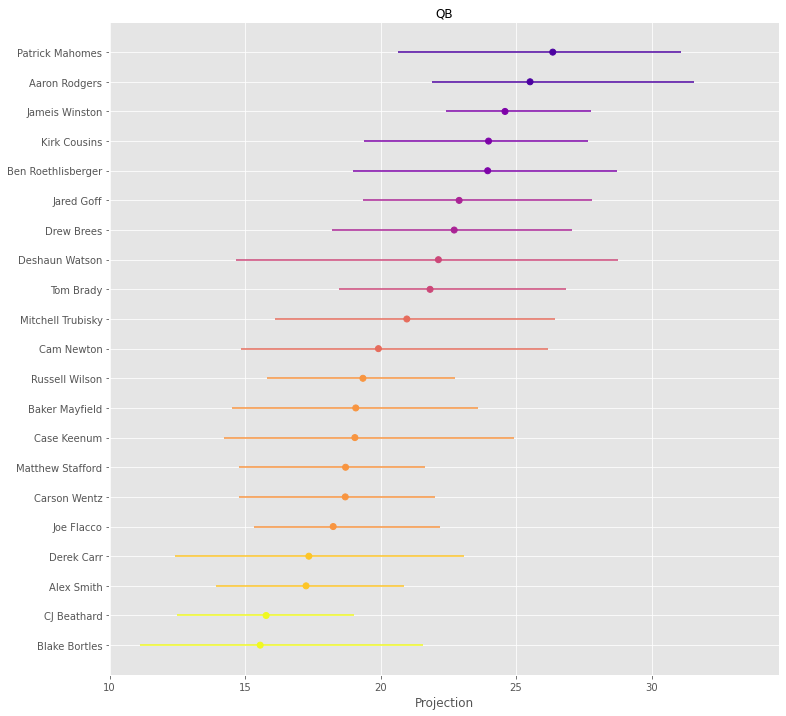 QB
Patrick Mahomes
Aaron Rodgers
Jameis Winston
Kirk Cousins
Ben Roethlisberger
Jared Goff
Drew Brees
Deshaun Watson
Tom Brady
Mitchell Trubisky
Cam Newton
Russell Wilson
Baker Mayfield
Case Keenum
Matthew Stafford
Carson Wentz
Joe Flacco
Derek Carr
Alex Smith
CJ Beathard
Blake Bortles
10 15 20 25 30
Projection